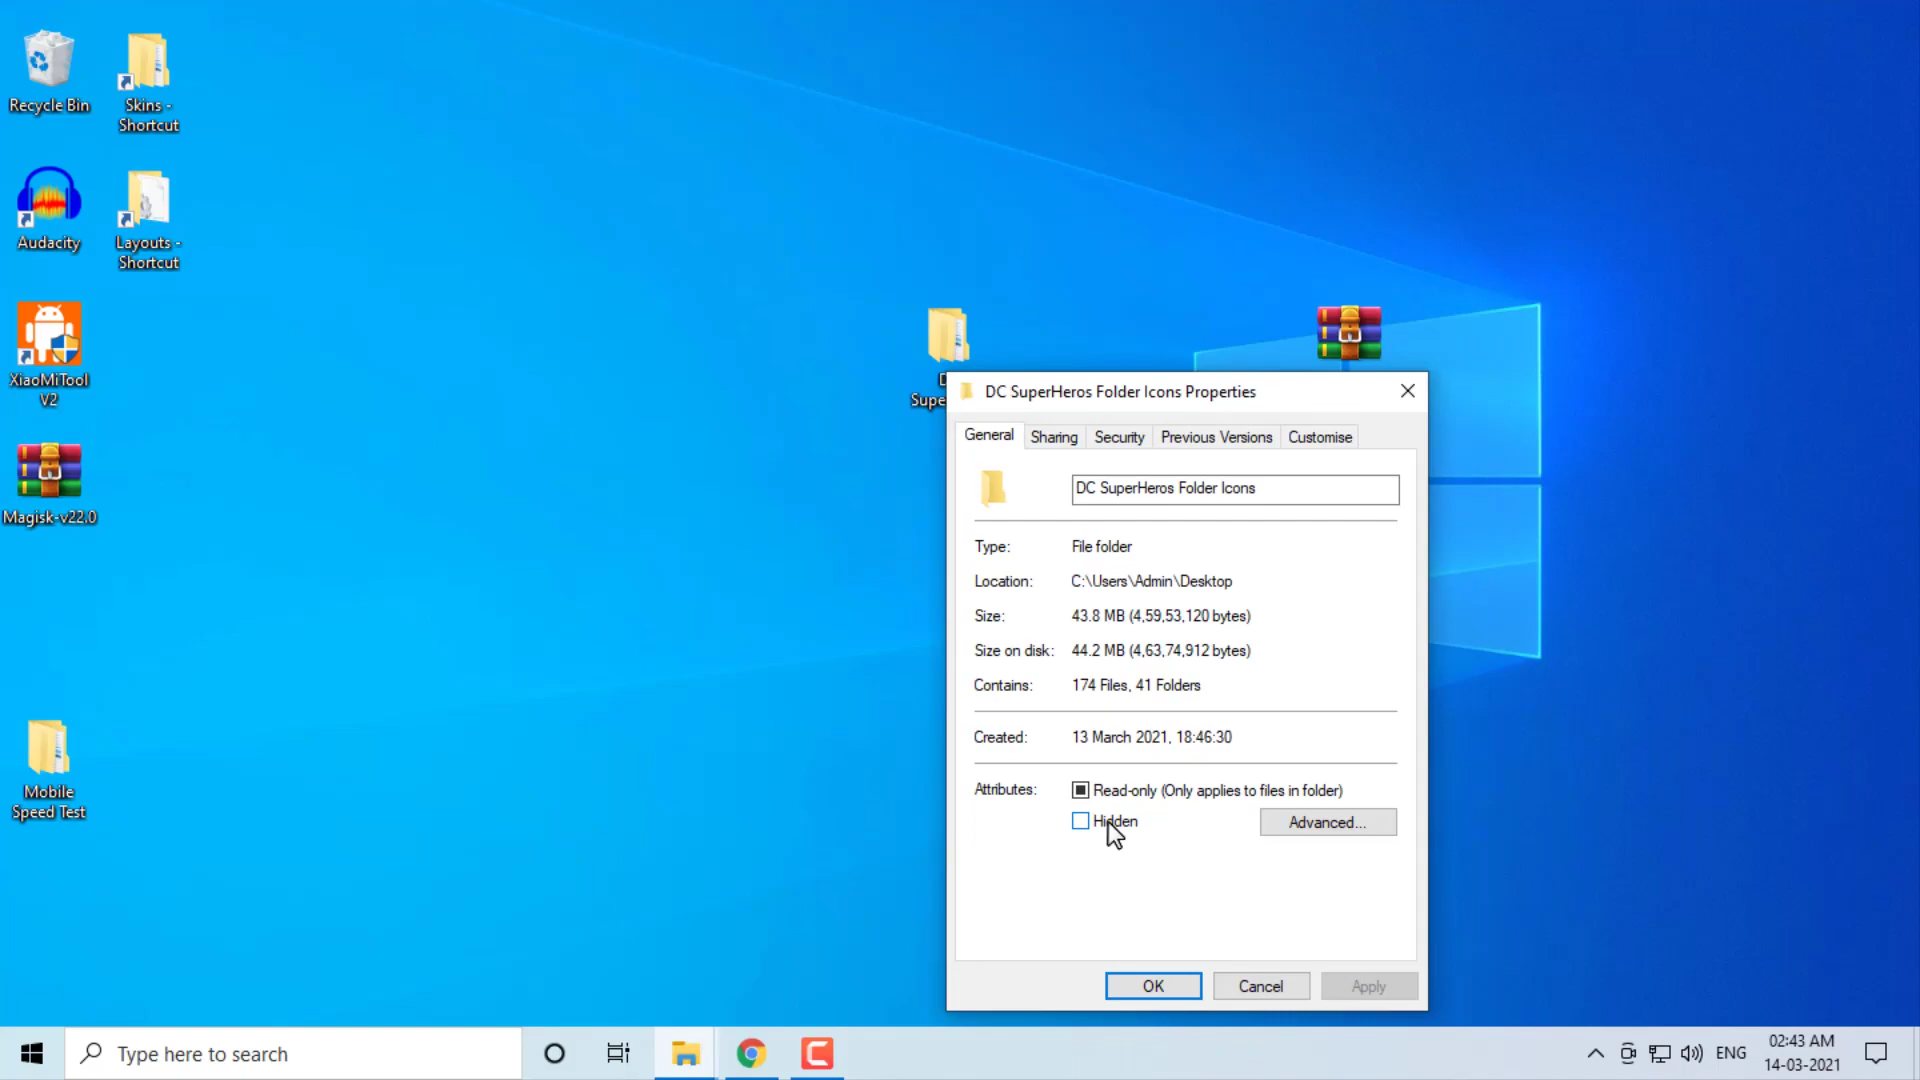 Recycle Bin
Skins -
Shortcut
Audacity
Layouts -
Shortcut
XiaoMiTool
V2
Magisk-v22.0
Mobile
Speed Test
DC SuperHeros Folder Icons Properties
General Sharing Security Previous Versions Customise
DC SuperHeros Folder Icons
Type: File folder
Location: C:\Users\Admin\Desktop
Size: 43.8 MB (4,59,53,120 bytes)
Size on disk: 44.2 MB (4,63,74,912 bytes)
Contains: 174 Files, 41 Folders
Created: 13 March 2021, 18:46:30
Attributes: Read-only (Only applies to files in folder)
Hidden Advanced...
OK Cancel Apply
Type here to search
ENG
02:43 AM
14-03-2021